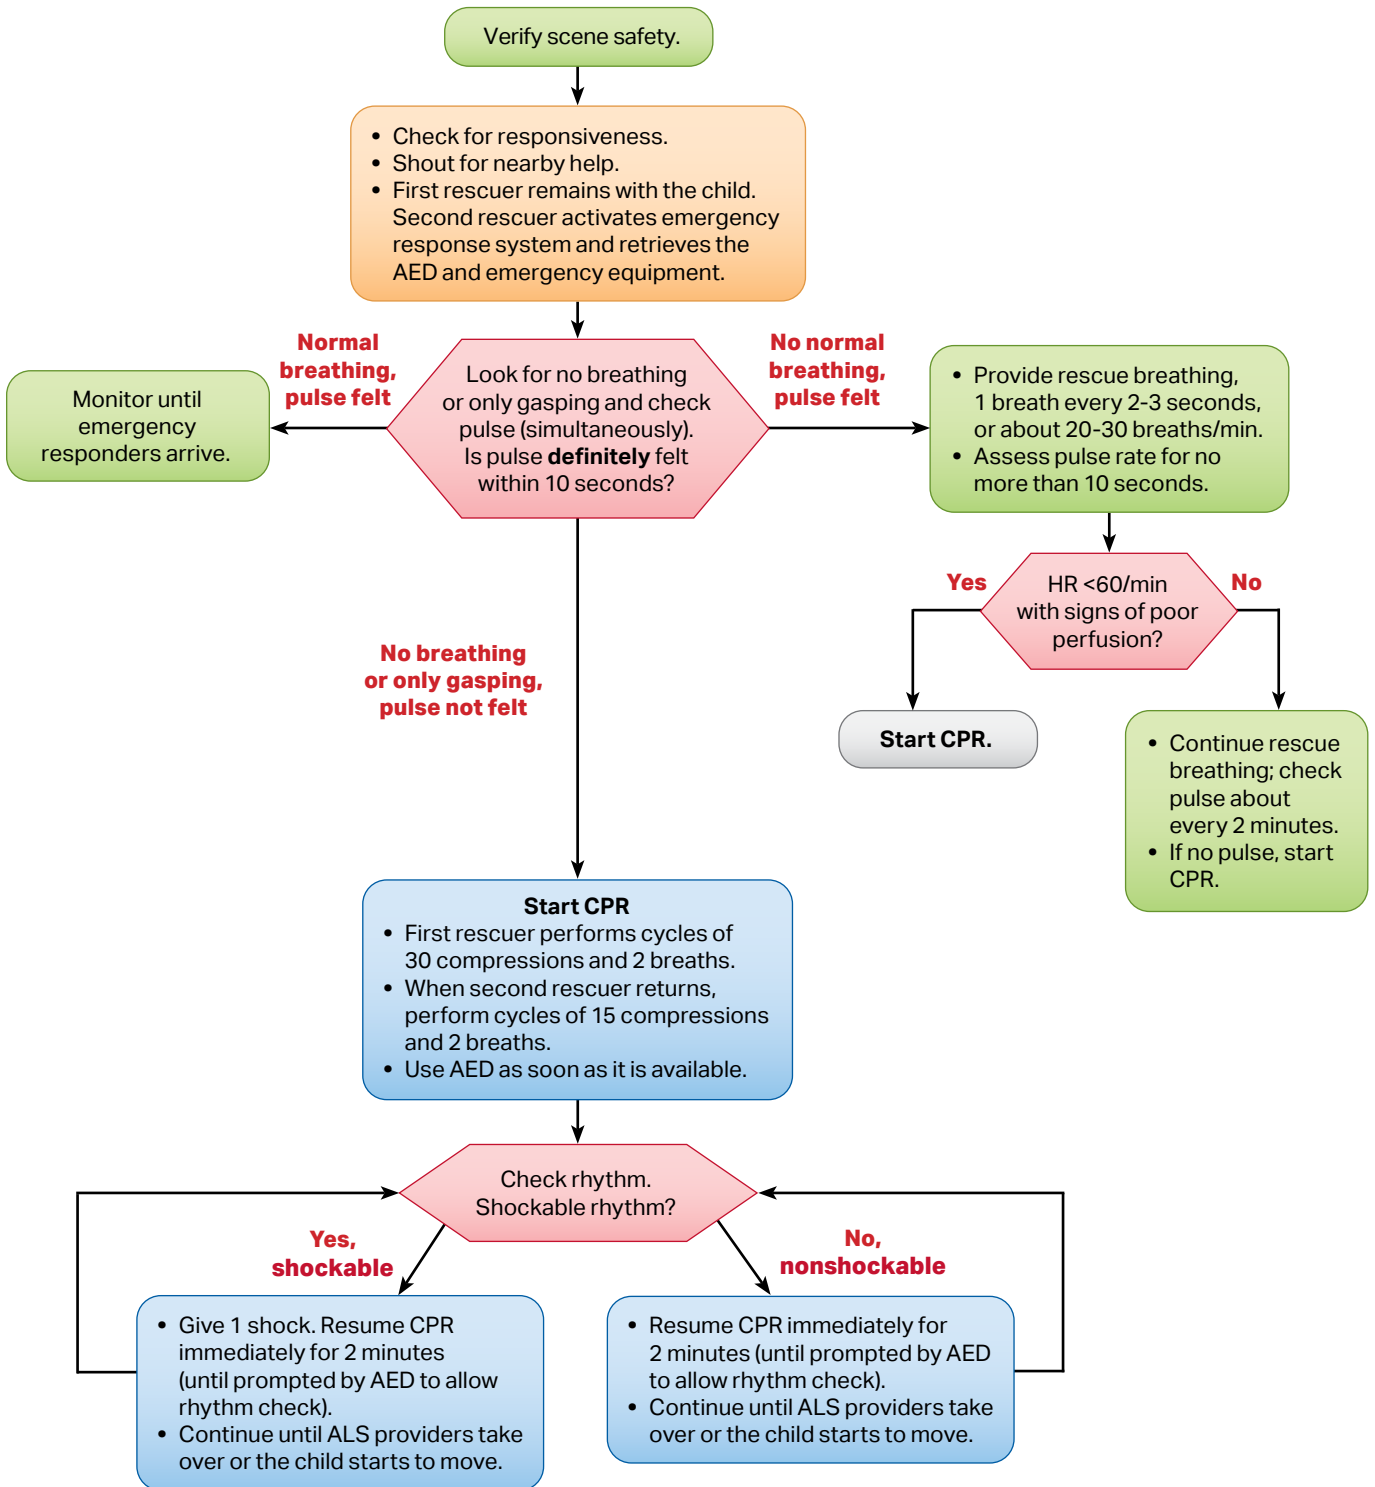 Verify scene safety.
• Check for responsiveness.
• Shout for nearby help.
• First rescuer remains with the child.
Second rescuer activates emergency
response system and retrieves the
AED and emergency equipment.
Normal
breathing,
pulse felt
No normal
breathing,
pulse felt
Monitor until
emergency
responders arrive.
Look for no breathing
or only gasping and check
pulse (simultaneously).
Is pulse definitely felt
within 10 seconds?
• Provide rescue breathing,
1 breath every 2-3 seconds,
or about 20-30 breaths/min.
• Assess pulse rate for no
more than 10 seconds.
Yes
HR <60/min
with signs of poor
perfusion?
No
No breathing
or only gasping,
pulse not felt
Start CPR.
• Continue rescue
breathing; check
pulse about
every 2 minutes.
• If no pulse, start
CPR.
Start CPR
• First rescuer performs cycles of
30 compressions and 2 breaths.
• When second rescuer returns,
perform cycles of 15 compressions
and 2 breaths.
• Use AED as soon as it is available.
Check rhythm.
Shockable rhythm?
Yes,
shockable
No,
nonshockable
• Give 1 shock. Resume CPR
immediately for 2 minutes
(until prompted by AED to allow
rhythm check).
• Continue until ALS providers take
over or the child starts to move.
• Resume CPR immediately for
2 minutes (until prompted by AED
to allow rhythm check).
• Continue until ALS providers take
over or the child starts to move.